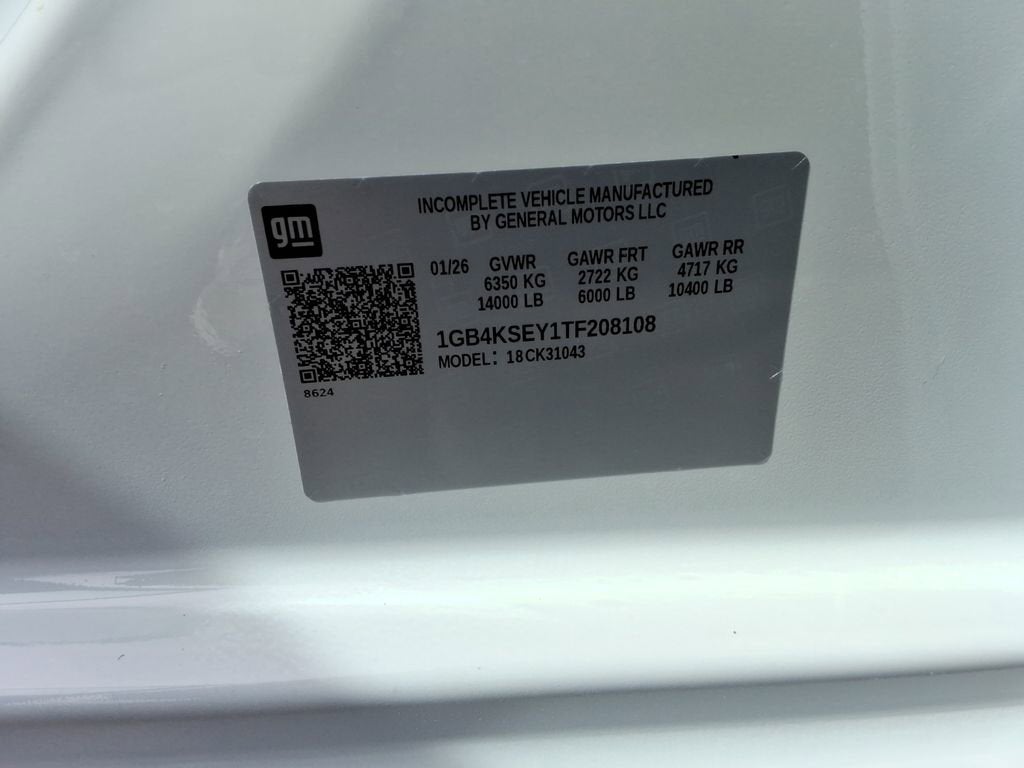 gm
INCOMPLETE VEHICLE MANUFACTURED
BY GENERAL MOTORS LLC
01/26 GVWR GAWR FRT GAWR RR
6350 KG 2722 KG 4717 KG
14000 LB 6000 LB 10400 LB
1GB4KSEY1TF208108
MODEL: 18CK31043
8624